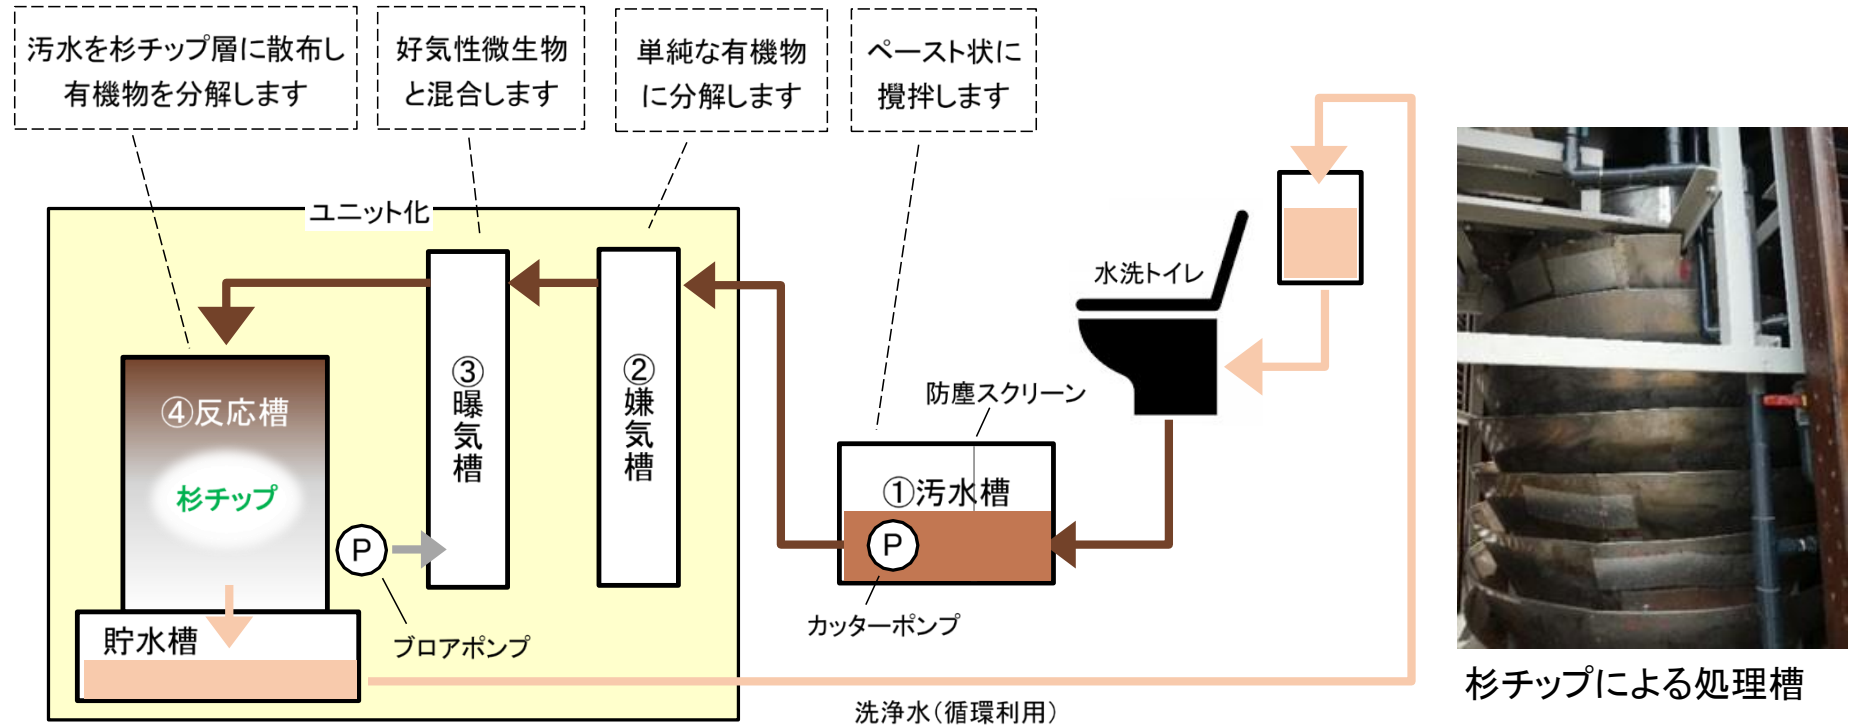 汚水を杉チップ層に散布し
有機物を分解します
好気性微生物
と混合します
単純な有機物
に分解します
ペースト状に
攪拌します
ユニット化
水洗トイレ
防塵スクリーン
①汚水槽
P
カッターポンプ
②嫌気槽
③曝気槽
④反応槽
杉チップ
P
ブロアポンプ
貯水槽
洗浄水（循環利用）
杉チップによる処理槽